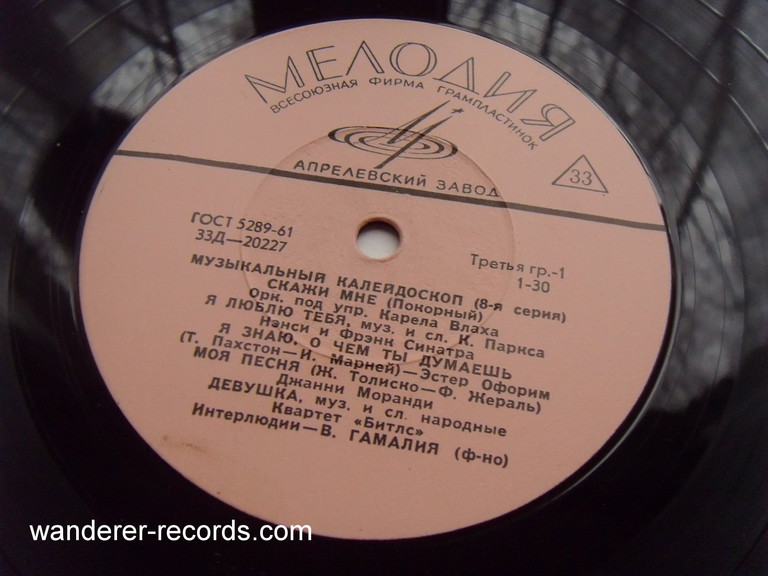 МЕЛОДИЯ
ВСЕСОЮЗНАЯ ФИРМА ГРАМПЛАСТИНОК
33
АПРЕЛЕВСКИЙ ЗАВОД
ГОСТ 5289-61
33Д—20227
Третья гр.-1
1-30
МУЗЫКАЛЬНЫЙ КАЛЕЙДОСКОП (8-я серия)
СКАЖИ МНЕ (Покорный)
Орк. под упр. Карела Влаха
Я ЛЮБЛЮ ТЕБЯ, муз. и сл. К. Паркса
Нэнси и Фрэнк Синатра
Я ЗНАЮ, О ЧЕМ ТЫ ДУМАЕШЬ
(Т. Пахстон—И. Марней)—Эстер Офорим
МОЯ ПЕСНЯ (Ж. Толиско—Ф. Жераль)
Джанни Моранди
ДЕВУШКА, муз. и сл. народные
Квартет «Битлс»
Интерлюдии—В. ГАМАЛИЯ (ф-но)
wanderer-records.com